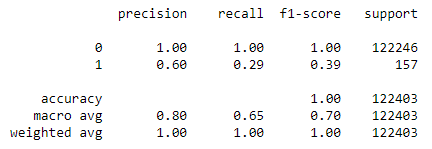 precision recall f1-score support
0 1.00 1.00 1.00 122246
1 0.60 0.29 0.39 157
accuracy 1.00 122403
macro avg 0.80 0.65 0.70 122403
weighted avg 1.00 1.00 1.00 122403